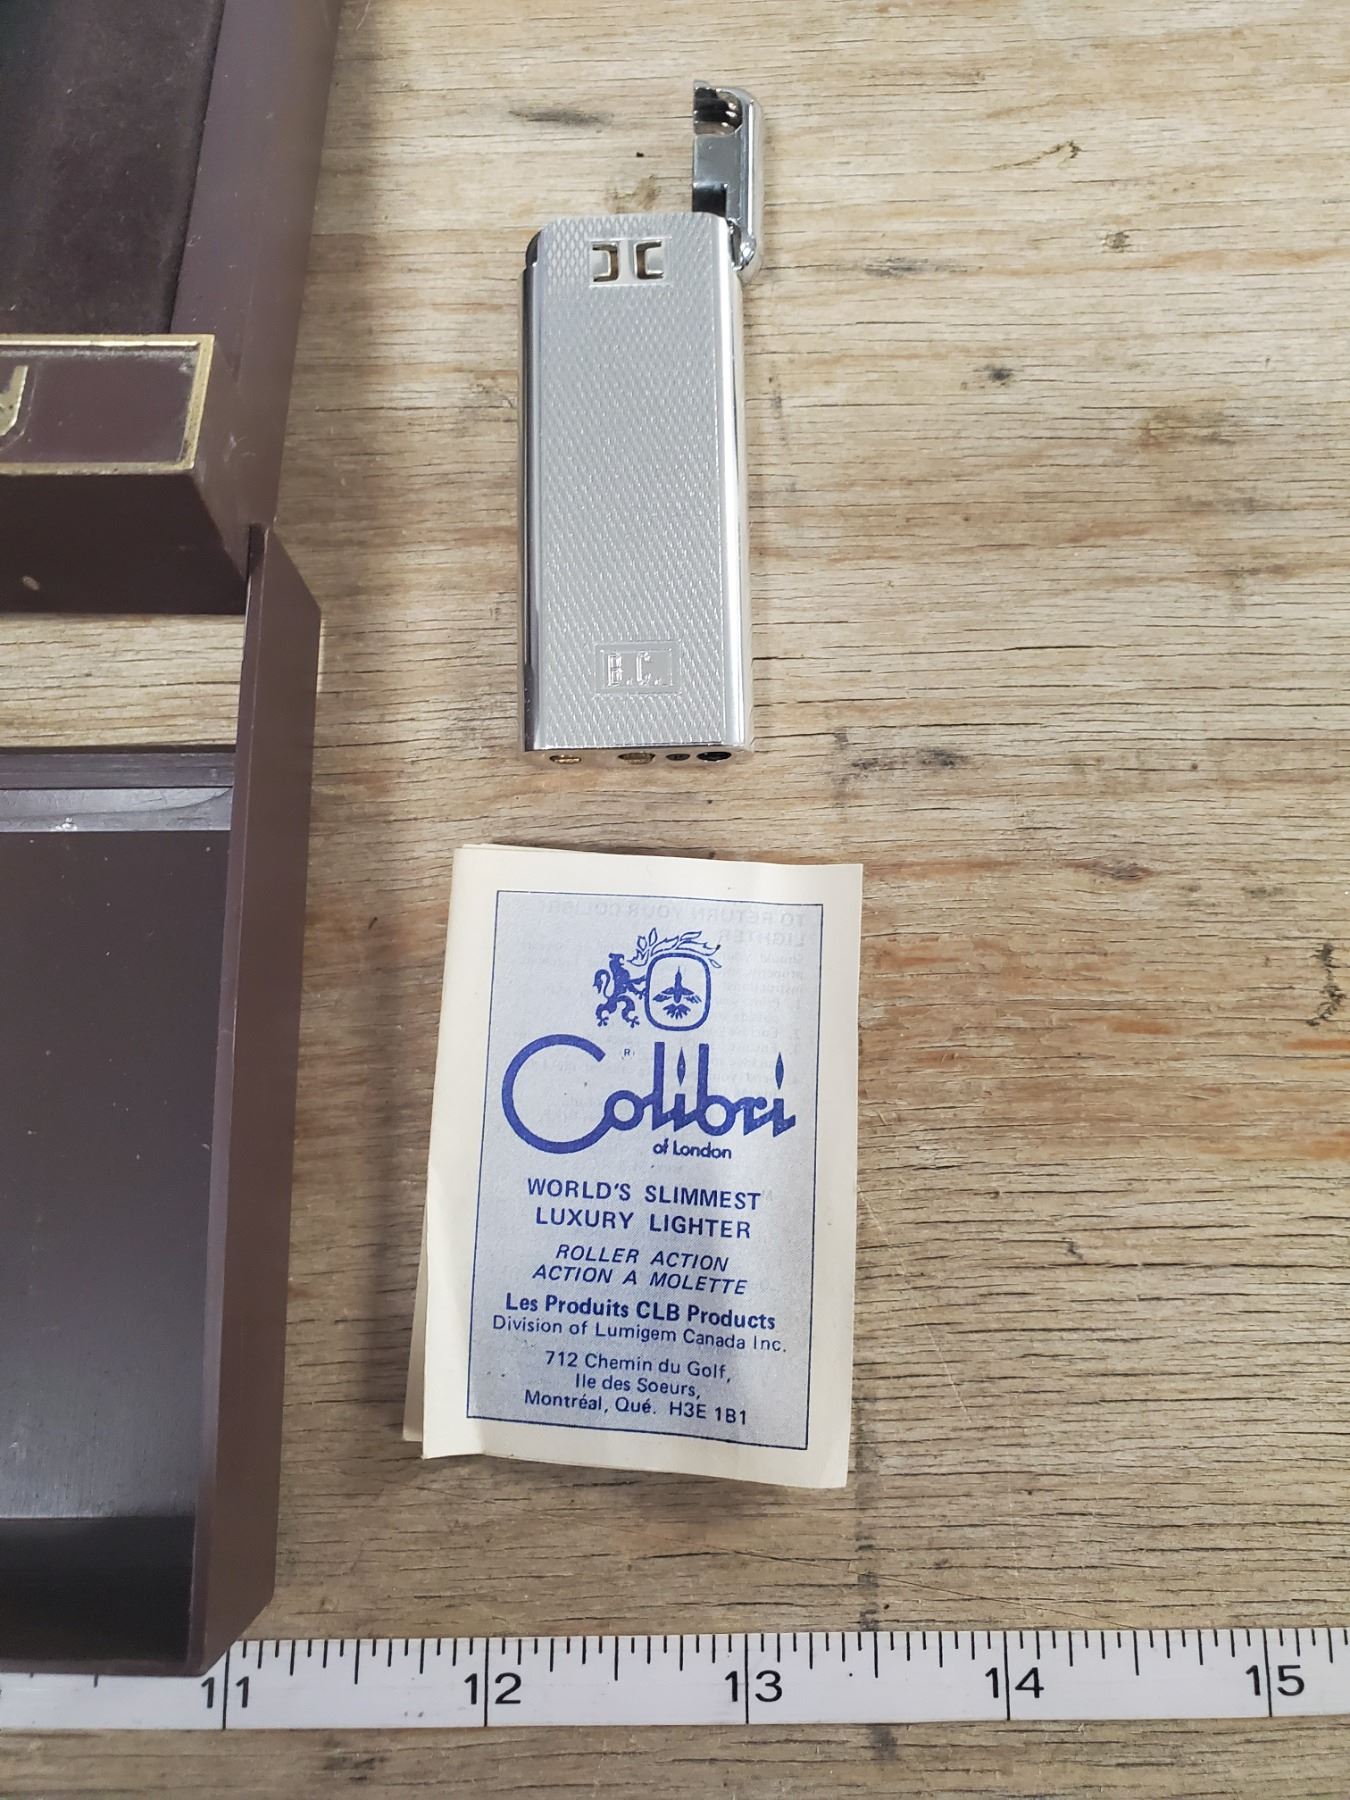 B.C.
Colibri
R
of London
WORLD'S SLIMMEST
LUXURY LIGHTER
ROLLER ACTION
ACTION A MOLETTE
Les Produits CLB Products
Division of Lumigem Canada Inc.
712 Chemin du Golf,
Ile des Soeurs,
Montréal, Qué. H3E 1B1
11 12 13 14 15